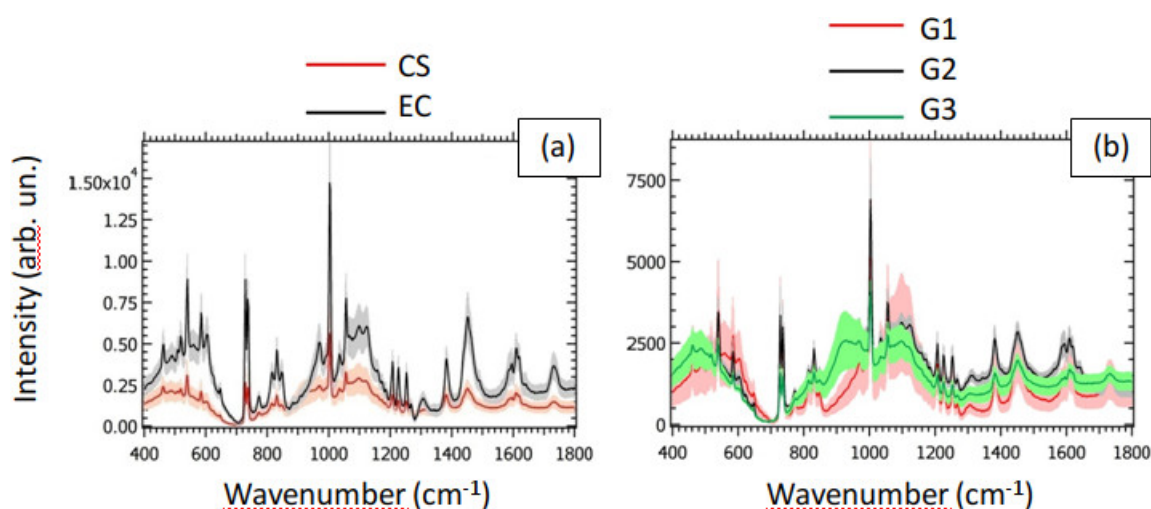 CS
EC
(a)
Intensity (arb. un.)
1.50x10⁴
1.25
1.00
0.75
0.50
0.25
0.00
400 600 800 1000 1200 1400 1600 1800
Wavenumber (cm⁻¹)
G1
G2
G3
(b)
7500
5000
2500
0
400 600 800 1000 1200 1400 1600 1800
Wavenumber (cm⁻¹)